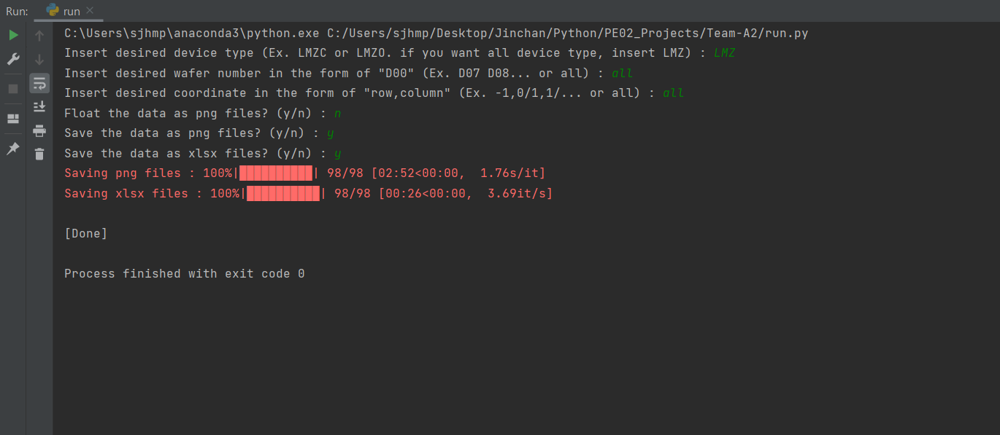 Run: run
C:\Users\sjhmp\anaconda3\python.exe C:/Users/sjhmp/Desktop/Jinchan/Python/PE02_Projects/Team-A2/run.py
Insert desired device type (Ex. LMZC or LMZO. if you want all device type, insert LMZ) : LMZ
Insert desired wafer number in the form of "D00" (Ex. D07 D08... or all) : all
Insert desired coordinate in the form of "row,column" (Ex. -1,0/1,1/... or all) : all
Float the data as png files? (y/n) : n
Save the data as png files? (y/n) : y
Save the data as xlsx files? (y/n) : y
Saving png files : 100%|██████████| 98/98 [02:52<00:00,  1.76s/it]
Saving xlsx files : 100%|██████████| 98/98 [00:26<00:00,  3.69it/s]
[Done]
Process finished with exit code 0